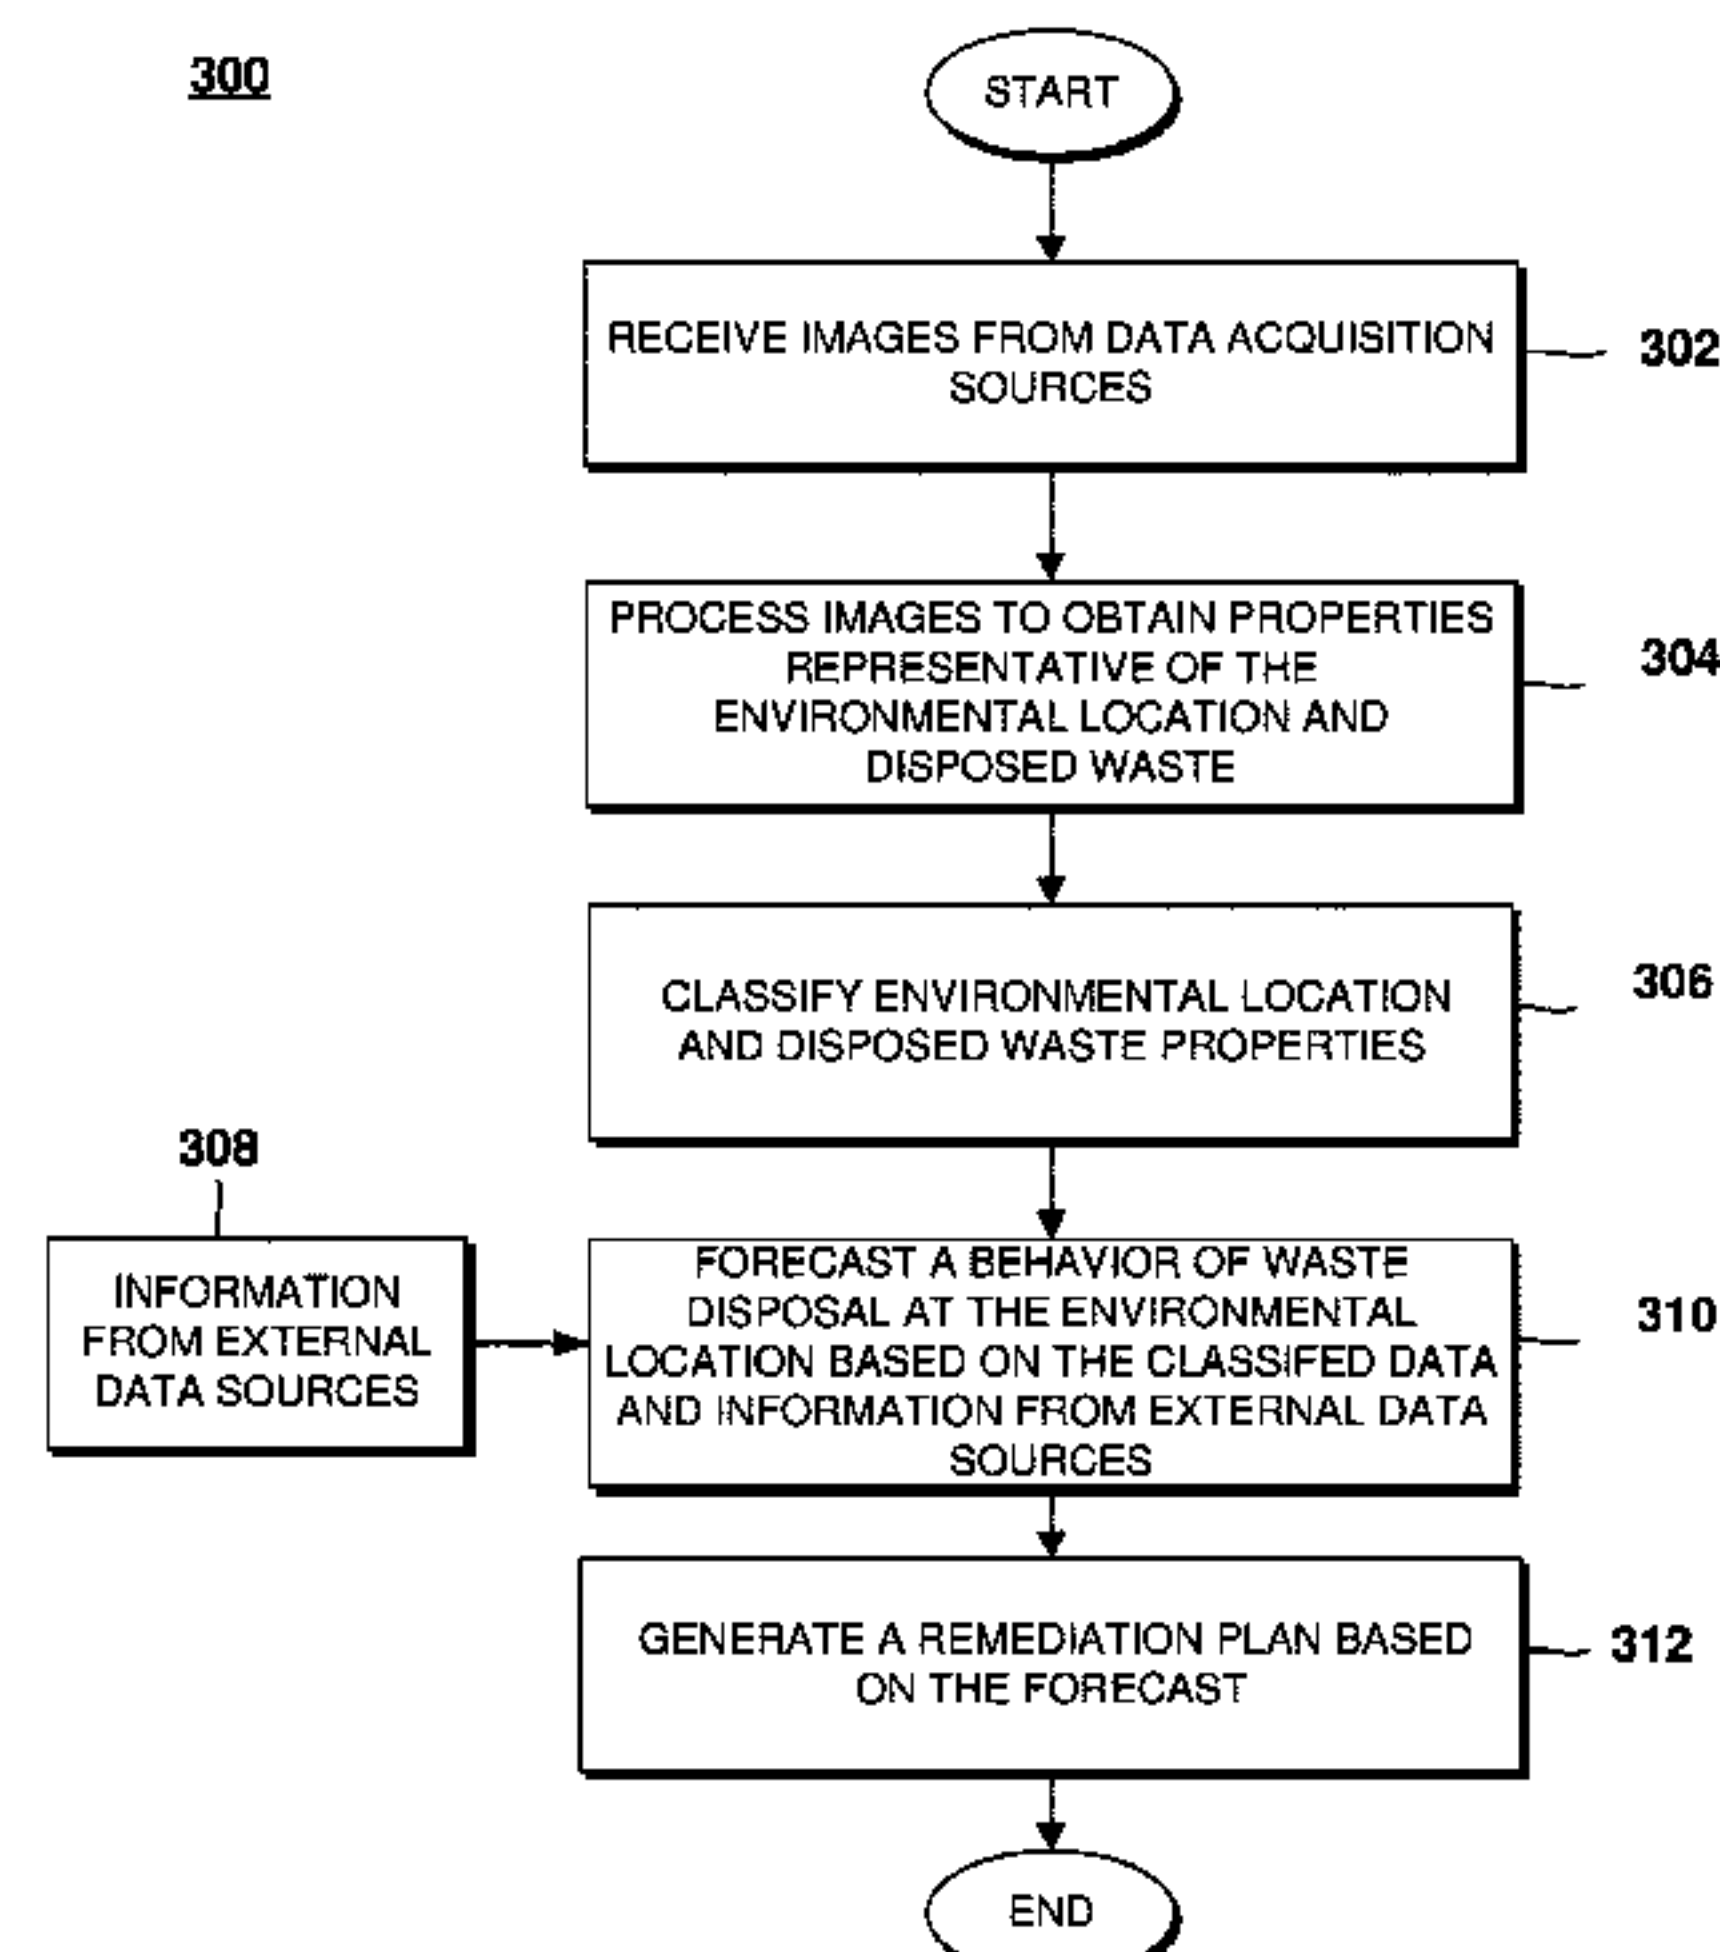 300
START
RECEIVE IMAGES FROM DATA ACQUISITION
SOURCES
302
PROCESS IMAGES TO OBTAIN PROPERTIES
REPRESENTATIVE OF THE
ENVIRONMENTAL LOCATION AND
DISPOSED WASTE
304
CLASSIFY ENVIRONMENTAL LOCATION
AND DISPOSED WASTE PROPERTIES
306
308
INFORMATION
FROM EXTERNAL
DATA SOURCES
FORECAST A BEHAVIOR OF WASTE
DISPOSAL AT THE ENVIRONMENTAL
LOCATION BASED ON THE CLASSIFED DATA
AND INFORMATION FROM EXTERNAL DATA
SOURCES
310
GENERATE A REMEDIATION PLAN BASED
ON THE FORECAST
312
END